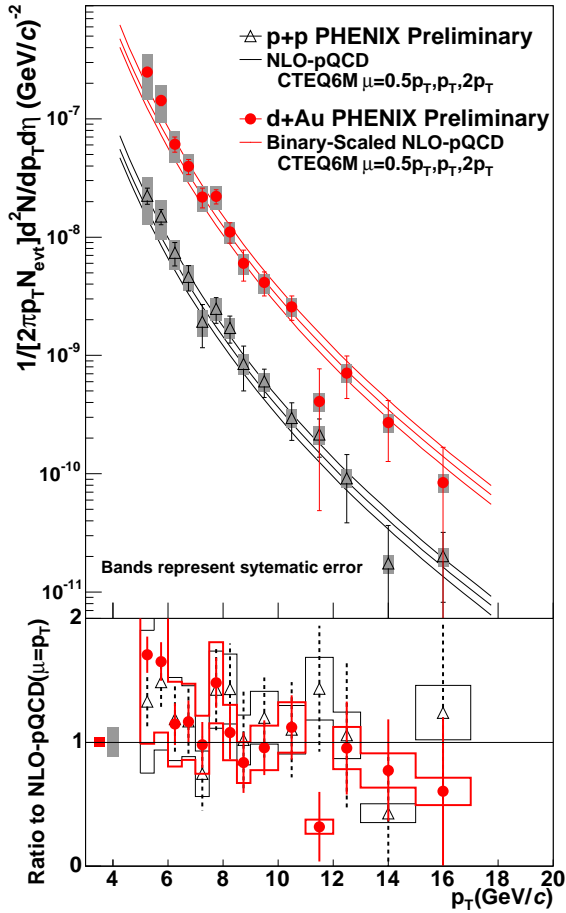 1/[2πp_T N_evt]d²N/dp_T dη (GeV/c)⁻²
10⁻⁷
10⁻⁸
10⁻⁹
10⁻¹⁰
10⁻¹¹
p+p PHENIX Preliminary
NLO-pQCD
CTEQ6M μ=0.5p_T,p_T,2p_T
d+Au PHENIX Preliminary
Binary-Scaled NLO-pQCD
CTEQ6M μ=0.5p_T,p_T,2p_T
Bands represent sytematic error
Ratio to NLO-pQCD(μ=p_T)
2
1
0
4 6 8 10 12 14 16 18 20
p_T(GeV/c)